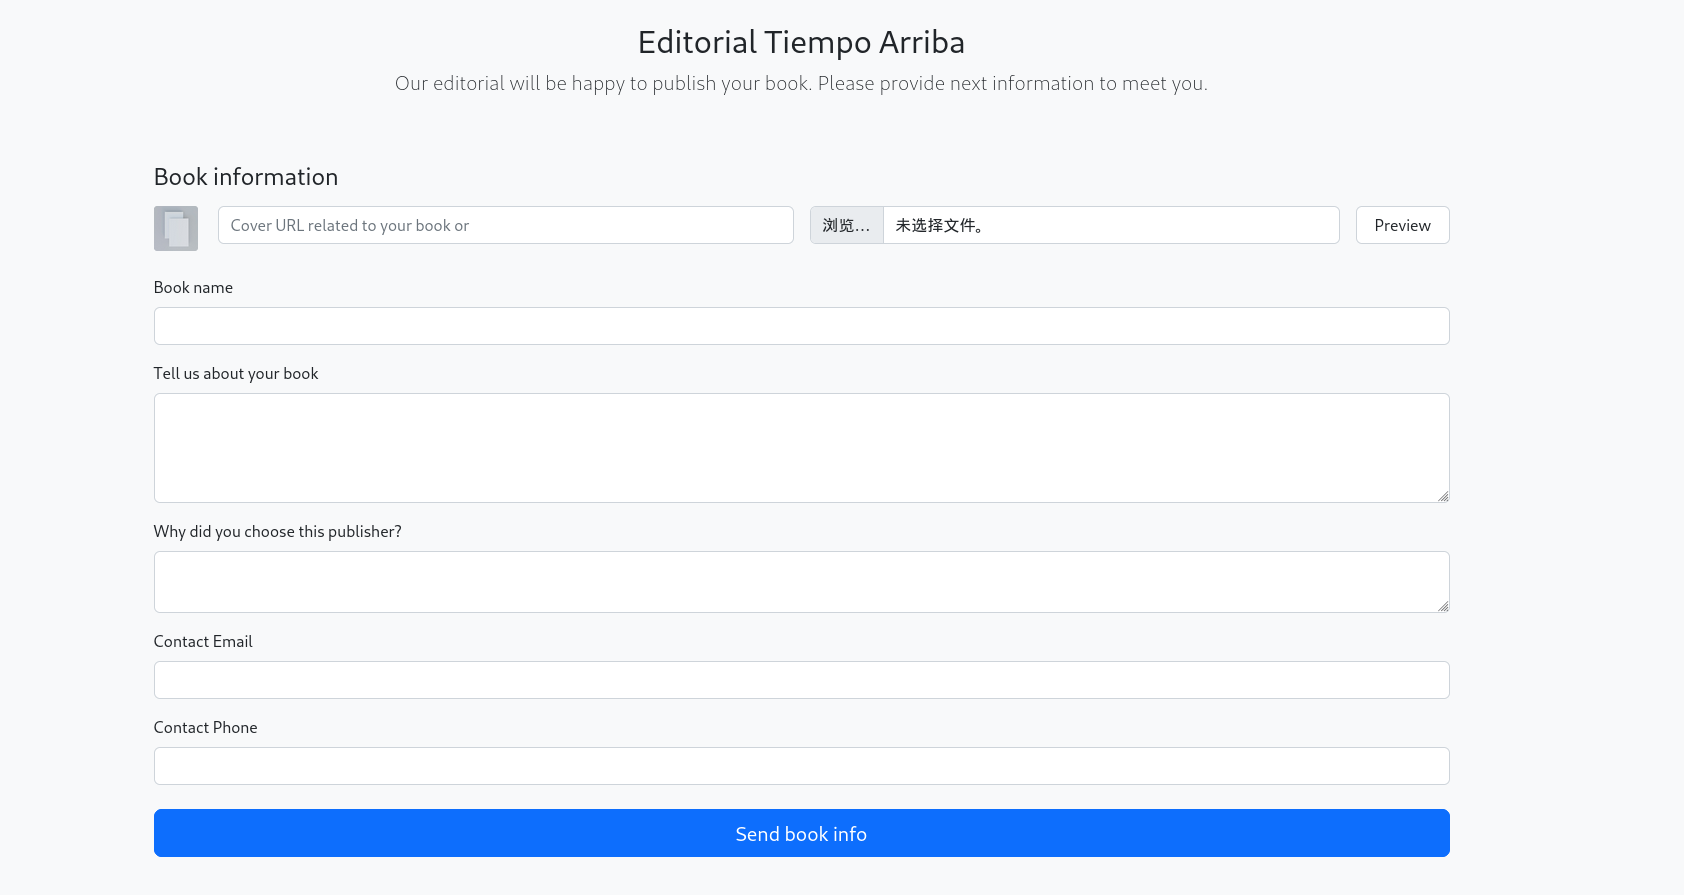 Editorial Tiempo Arriba
Our editorial will be happy to publish your book. Please provide next information to meet you.
Book information
Cover URL related to your book or
浏览... 未选择文件。
Preview
Book name
Tell us about your book
Why did you choose this publisher?
Contact Email
Contact Phone
Send book info